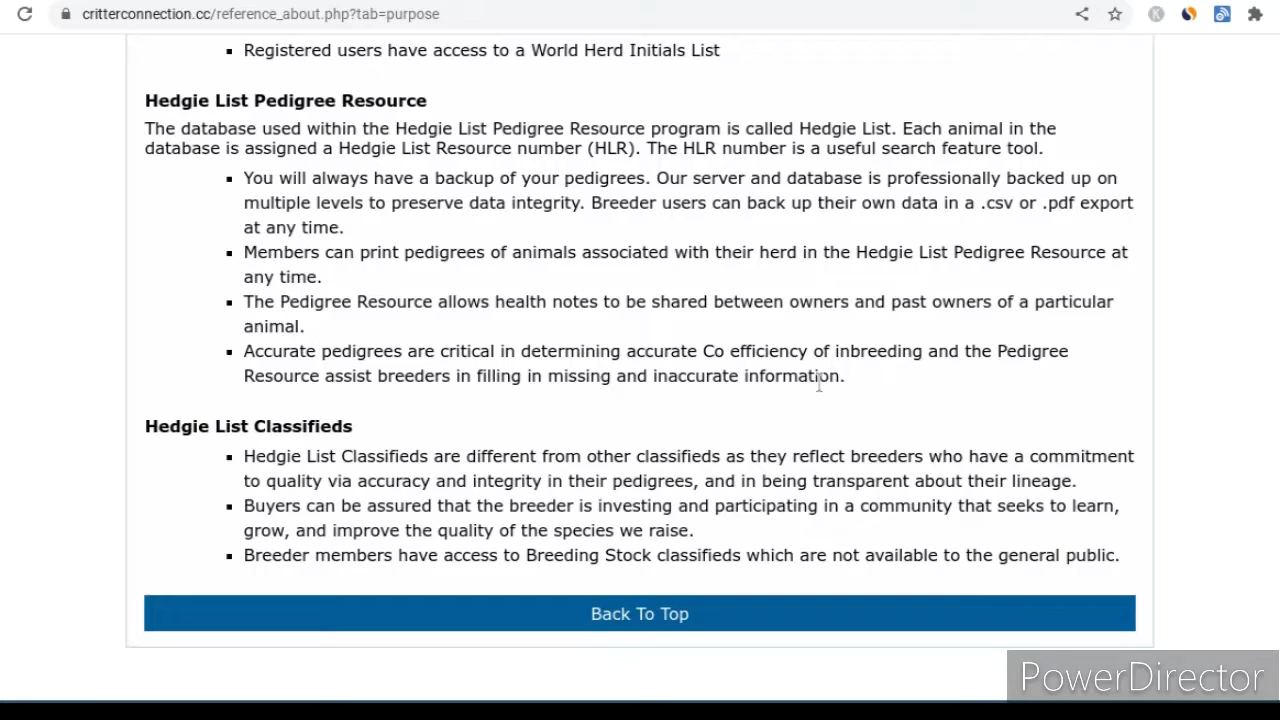 critterconnection.cc/reference_about.php?tab=purpose
Registered users have access to a World Herd Initials List
Hedgie List Pedigree Resource
The database used within the Hedgie List Pedigree Resource program is called Hedgie List. Each animal in the
database is assigned a Hedgie List Resource number (HLR). The HLR number is a useful search feature tool.
You will always have a backup of your pedigrees. Our server and database is professionally backed up on
multiple levels to preserve data integrity. Breeder users can back up their own data in a .csv or .pdf export
at any time.
Members can print pedigrees of animals associated with their herd in the Hedgie List Pedigree Resource at
any time.
The Pedigree Resource allows health notes to be shared between owners and past owners of a particular
animal.
Accurate pedigrees are critical in determining accurate Co efficiency of inbreeding and the Pedigree
Resource assist breeders in filling in missing and inaccurate information.
Hedgie List Classifieds
Hedgie List Classifieds are different from other classifieds as they reflect breeders who have a commitment
to quality via accuracy and integrity in their pedigrees, and in being transparent about their lineage.
Buyers can be assured that the breeder is investing and participating in a community that seeks to learn,
grow, and improve the quality of the species we raise.
Breeder members have access to Breeding Stock classifieds which are not available to the general public.
Back To Top
PowerDirector